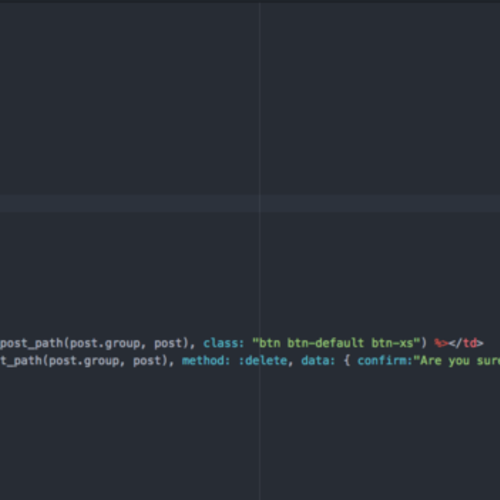 post_path(post.group, post), class: "btn btn-default btn-xs") %></td>
t_path(post.group, post), method: :delete, data: { confirm:"Are you sure